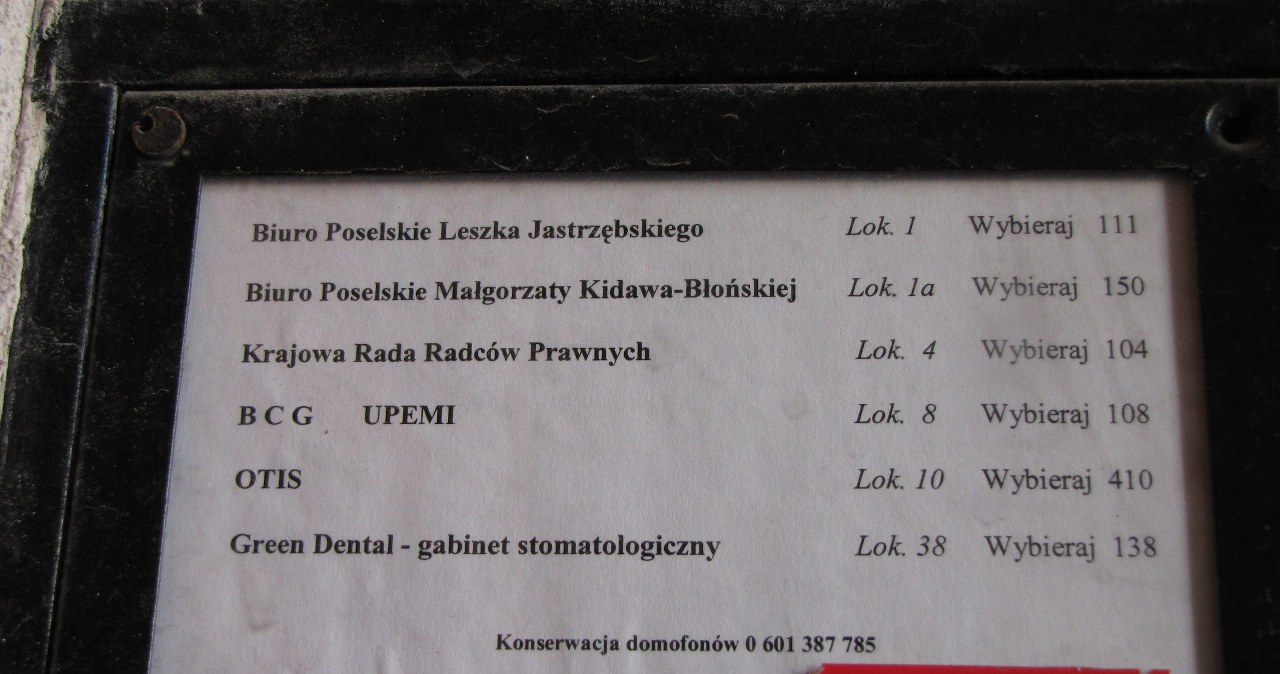 Biuro Poselskie Leszka Jastrzębskiego Lok. 1 Wybieraj 111
Biuro Poselskie Małgorzaty Kidawa-Błońskiej Lok. 1a Wybieraj 150
Krajowa Rada Radców Prawnych Lok. 4 Wybieraj 104
B C G UPEMI Lok. 8 Wybieraj 108
OTIS Lok. 10 Wybieraj 410
Green Dental - gabinet stomatologiczny Lok. 38 Wybieraj 138
Konserwacja domofonów 0 601 387 785